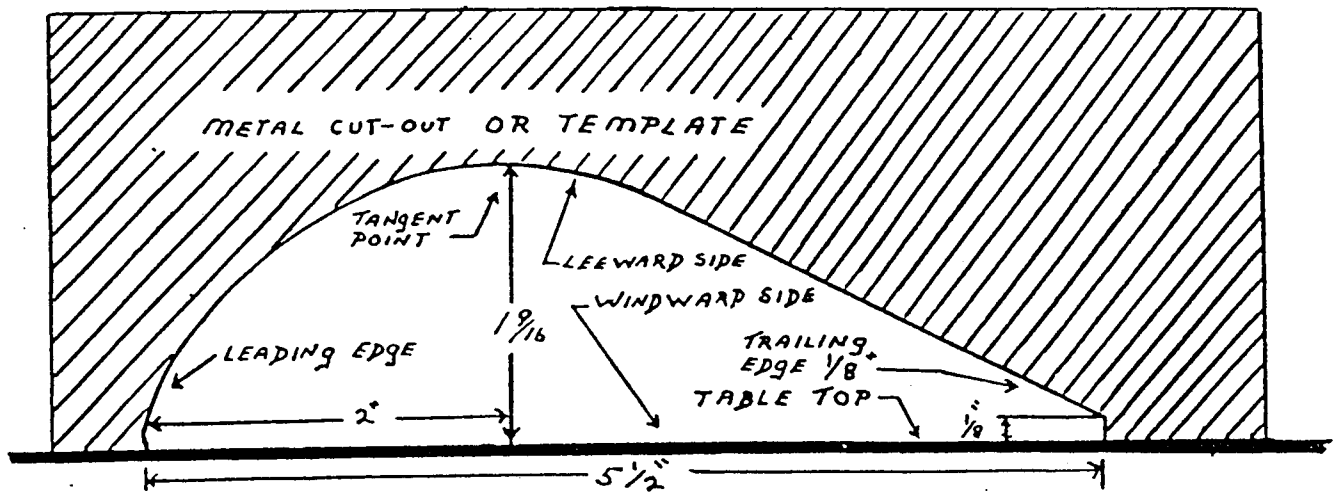 METAL CUT-OUT OR TEMPLATE
TANGENT
POINT
LEEWARD SIDE
WINDWARD SIDE
1 9/16
LEADING EDGE
TRAILING
EDGE 1/8"
2"
TABLE TOP
1/8"
5 1/2"